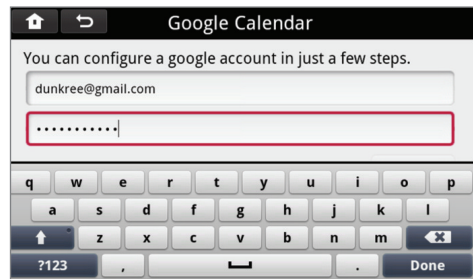 Google Calendar
You can configure a google account in just a few steps.
dunkree@gmail.com
•••••••••••
q w e r t y u i o p
a s d f g h j k l
z x c v b n m
?123 , . Done